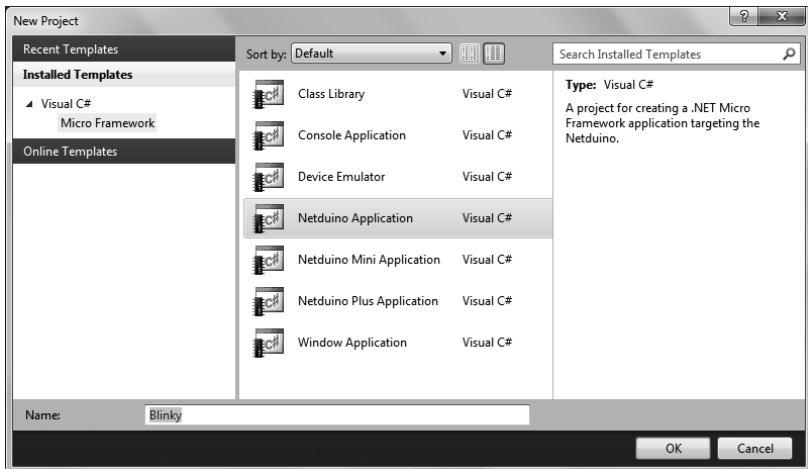 New Project
Recent Templates
Installed Templates
Visual C#
Micro Framework
Online Templates
Sort by: Default
Search Installed Templates
Class Library Visual C#
Console Application Visual C#
Device Emulator Visual C#
Netduino Application Visual C#
Netduino Mini Application Visual C#
Netduino Plus Application Visual C#
Window Application Visual C#
Type: Visual C#
A project for creating a .NET Micro
Framework application targeting the
Netduino.
Name: Blinky
OK Cancel